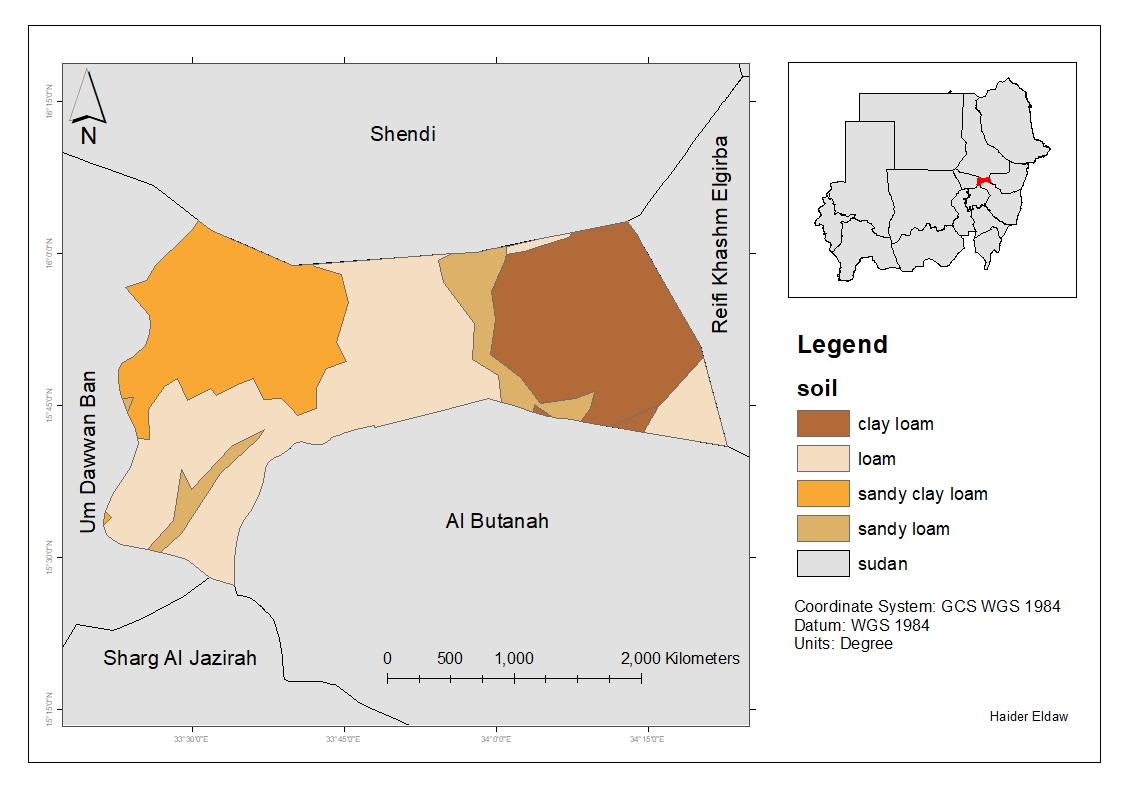 N
Shendi
Reifi Khashm Elgirba
Um Dawwan Ban
Al Butanah
Sharg Al Jazirah
0 500 1,000 2,000 Kilometers
16°15'0"N
16°0'0"N
15°45'0"N
15°30'0"N
15°15'0"N
33°30'0"E 33°45'0"E 34°0'0"E 34°15'0"E
Legend
soil
clay loam
loam
sandy clay loam
sandy loam
sudan
Coordinate System: GCS WGS 1984
Datum: WGS 1984
Units: Degree
Haider Eldaw